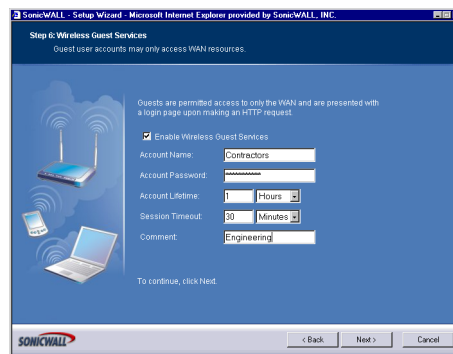 SonicWALL - Setup Wizard - Microsoft Internet Explorer provided by SonicWALL, INC.
Step 6: Wireless Guest Services
Guest user accounts may only access WAN resources.
Guests are permitted access to only the WAN and are presented with
a login page upon making an HTTP request.
Enable Wireless Guest Services
Account Name: Contractors
Account Password: ***********
Account Lifetime: 1 Hours
Session Timeout: 30 Minutes
Comment: Engineering
To continue, click Next.
SONICWALL
< Back Next > Cancel